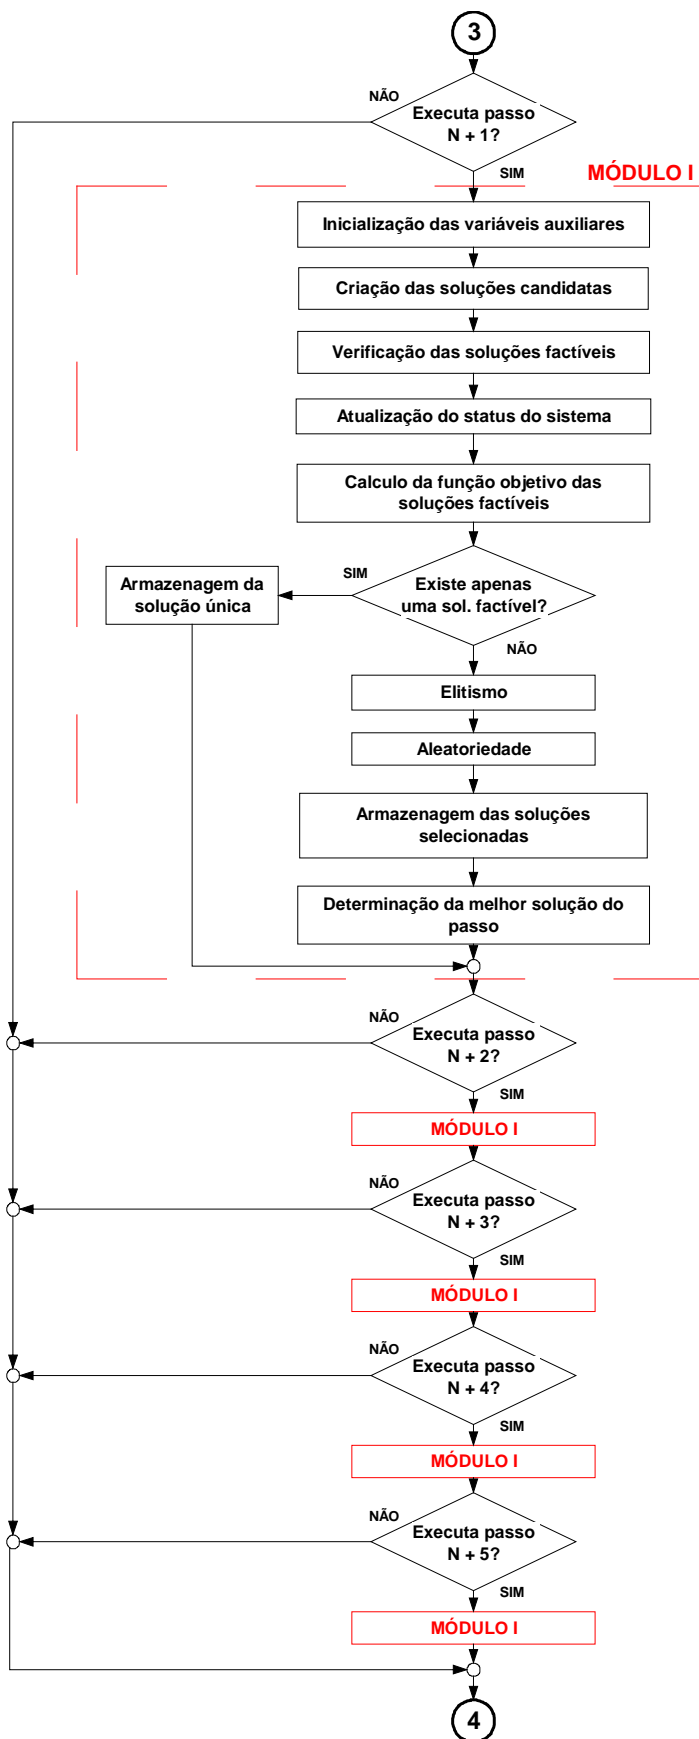 3
NÃO
Executa passo
N + 1?
SIM
MÓDULO I
Inicialização das variáveis auxiliares
Criação das soluções candidatas
Verificação das soluções factíveis
Atualização do status do sistema
Calculo da função objetivo das
soluções factíveis
SIM
Existe apenas
uma sol. factível?
Armazenagem da
solução única
NÃO
Elitismo
Aleatoriedade
Armazenagem das soluções
selecionadas
Determinação da melhor solução do
passo
NÃO
Executa passo
N + 2?
SIM
MÓDULO I
NÃO
Executa passo
N + 3?
SIM
MÓDULO I
NÃO
Executa passo
N + 4?
SIM
MÓDULO I
NÃO
Executa passo
N + 5?
SIM
MÓDULO I
4